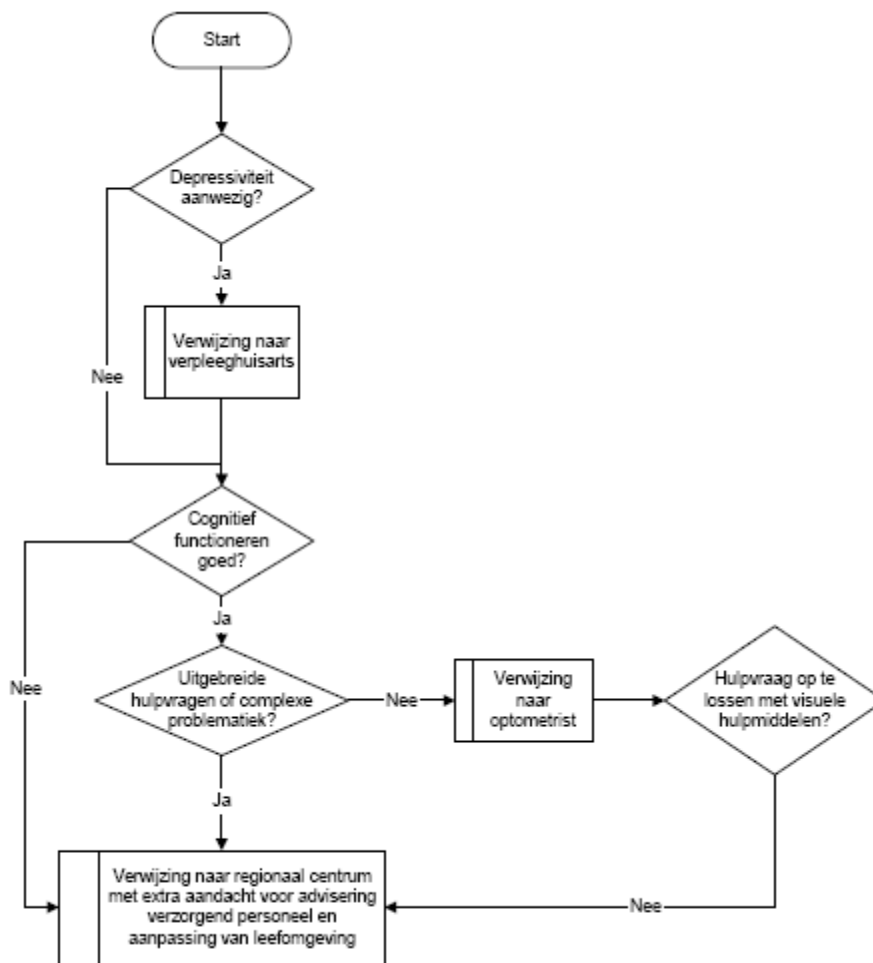 Start
Depressiviteit
aanwezig?
Ja
Verwijzing naar
verpleeghuisarts
Nee
Cognitief
functioneren
goed?
Ja
Nee
Uitgebreide
hulpvragen of complexe
problematiek?
Nee
Verwijzing
naar
optometrist
Hulpvraag op te
lossen met visuele
hulpmiddelen?
Ja
Verwijzing naar regionaal centrum
met extra aandacht voor advisering
verzorgend personeel en
aanpassing van leefomgeving
Nee